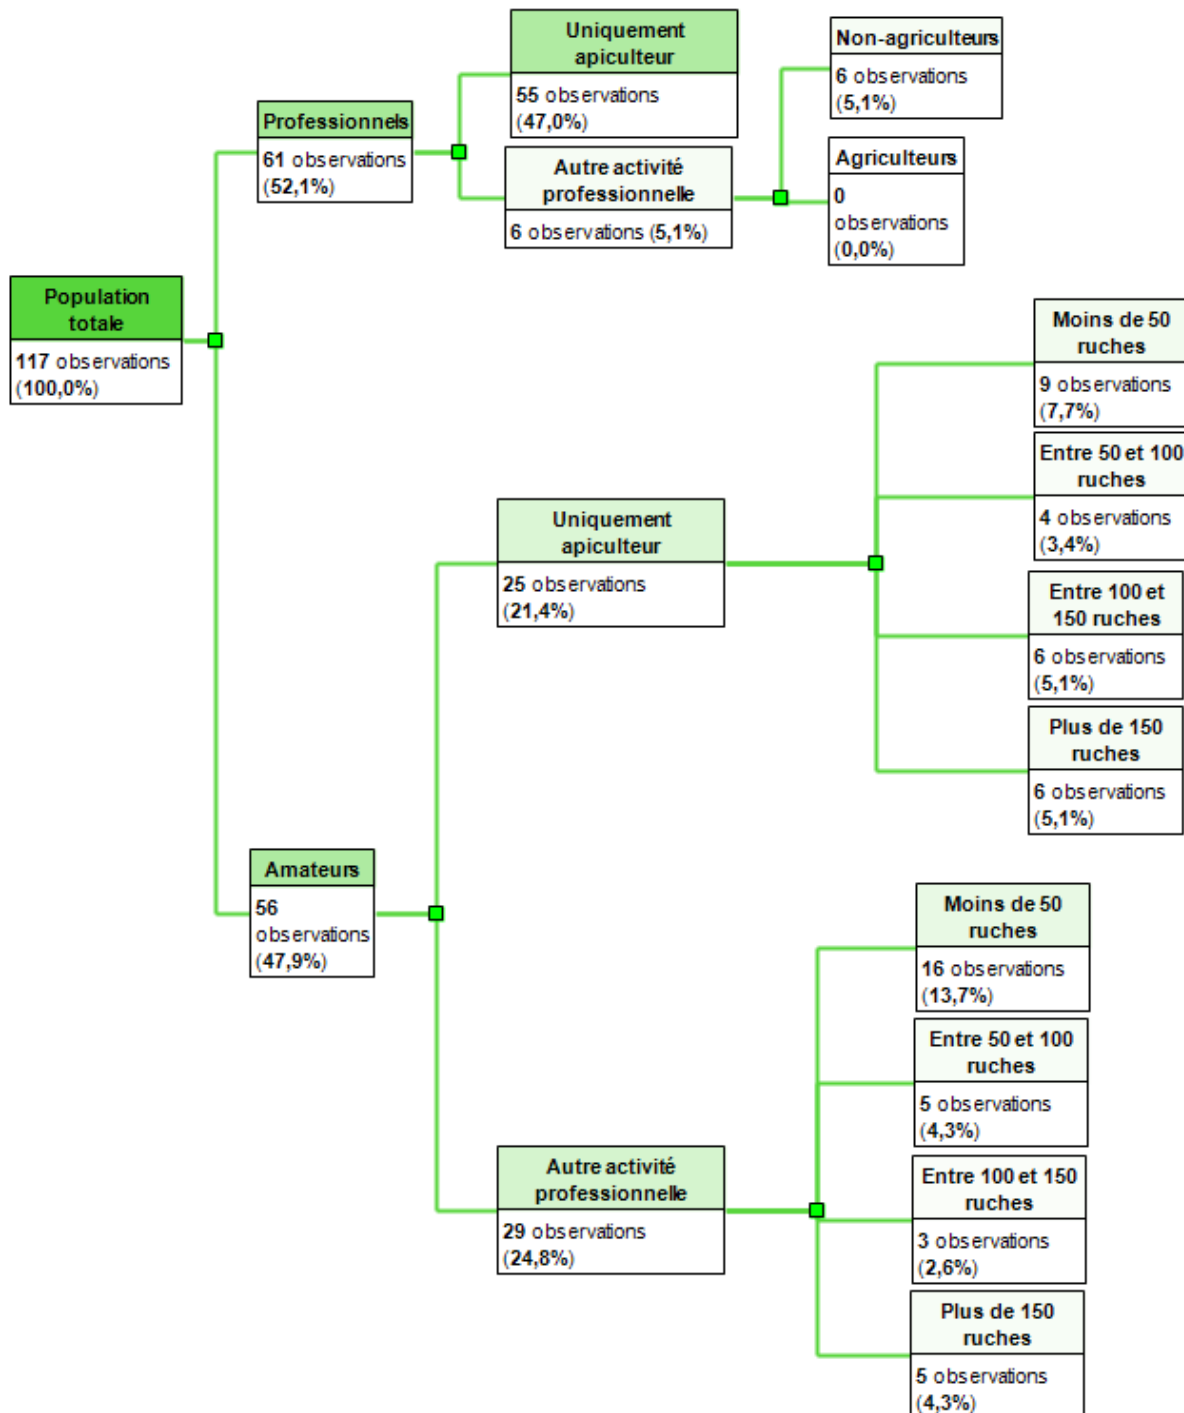 Uniquement
apiculteur
55 observations
(47,0%)
Non-agriculteurs
6 observations
(5,1%)
Professionnels
61 observations
(52,1%)
Autre activité
professionnelle
6 observations (5,1%)
Agriculteurs
0
observations
(0,0%)
Population
totale
117 observations
(100,0%)
Moins de 50
ruches
9 observations
(7,7%)
Entre 50 et 100
ruches
4 observations
(3,4%)
Uniquement
apiculteur
25 observations
(21,4%)
Entre 100 et
150 ruches
6 observations
(5,1%)
Plus de 150
ruches
6 observations
(5,1%)
Amateurs
56
observations
(47,9%)
Moins de 50
ruches
16 observations
(13,7%)
Entre 50 et 100
ruches
5 observations
(4,3%)
Autre activité
professionnelle
29 observations
(24,8%)
Entre 100 et 150
ruches
3 observations
(2,6%)
Plus de 150
ruches
5 observations
(4,3%)